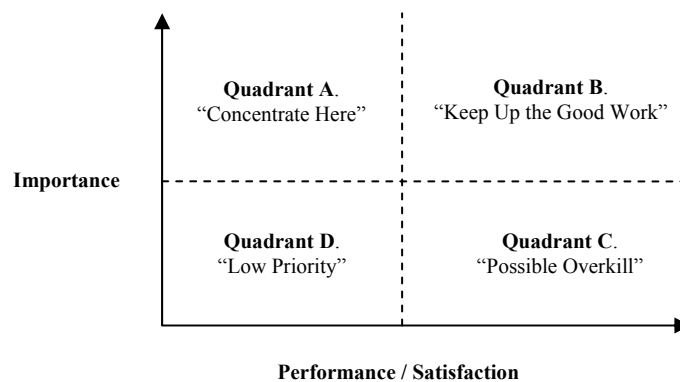 Quadrant A.
“Concentrate Here”
Quadrant B.
“Keep Up the Good Work”
Importance
Quadrant D.
“Low Priority”
Quadrant C.
“Possible Overkill”
Performance / Satisfaction